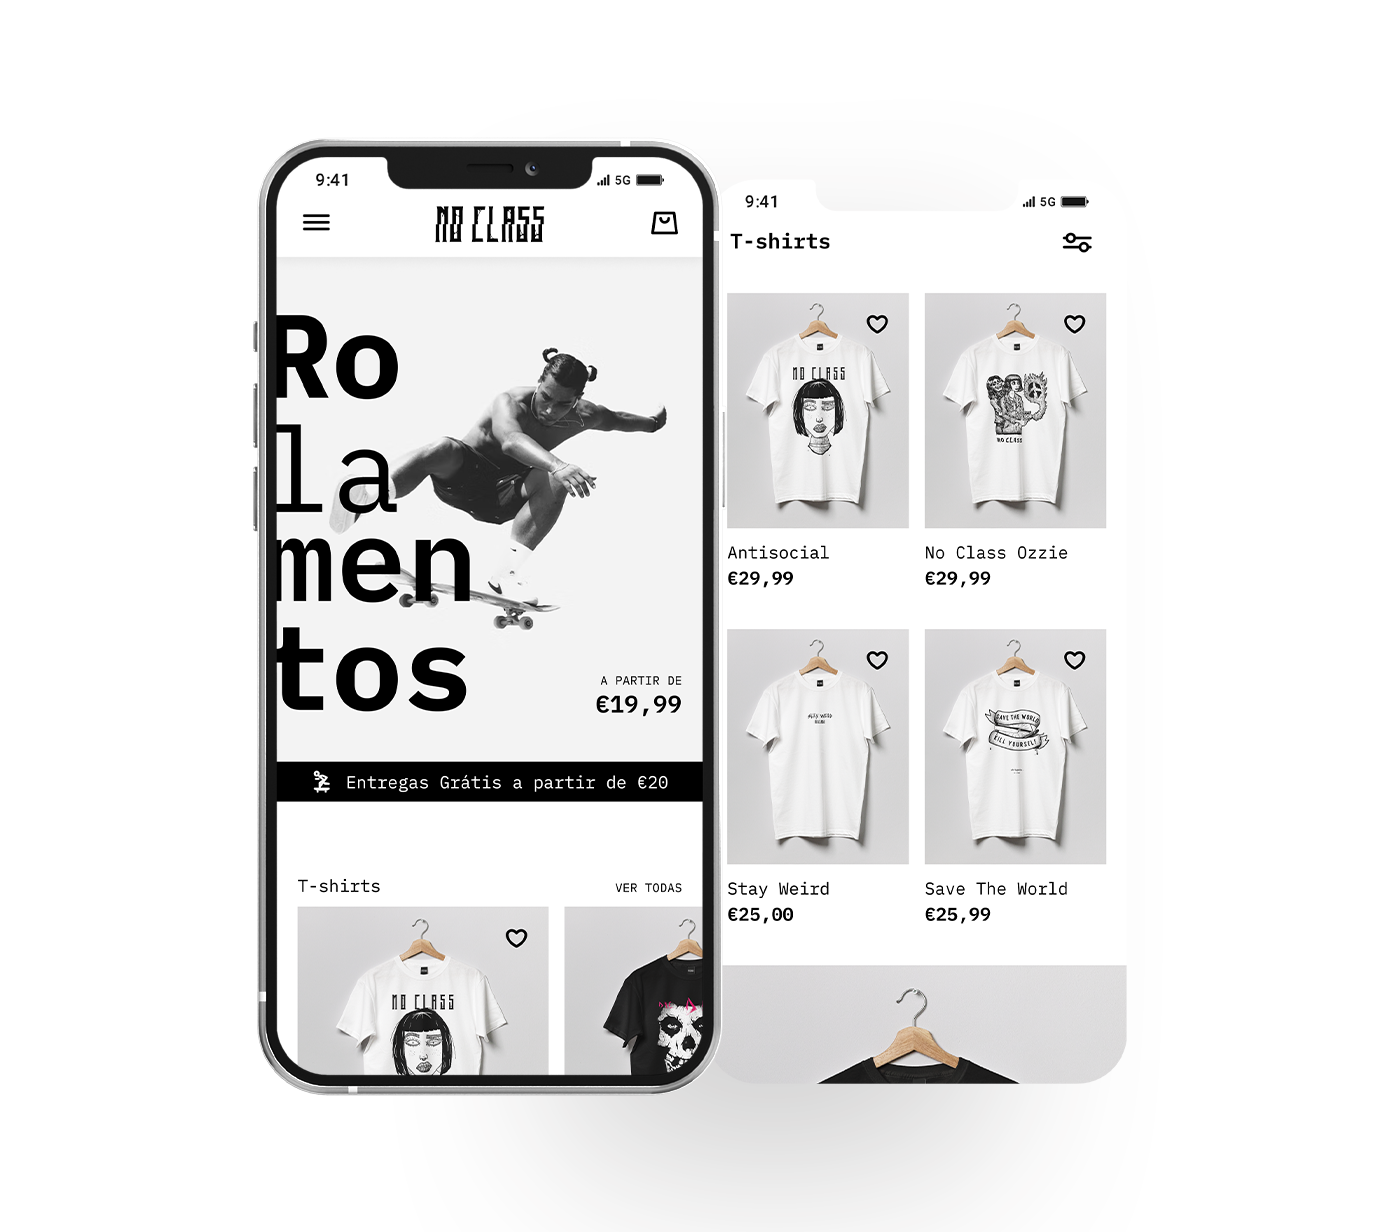 9:41
5G
NO CLASS
Ro
la
men
tos
A PARTIR DE
€19,99
Entregas Grátis a partir de €20
T-shirts
VER TODAS
NO CLASS
9:41
5G
T-shirts
NO CLASS
NO CLASS
Antisocial
No Class Ozzie
€29,99
€29,99
STAY WEIRD
SAVE THE WORLD
KILL YOURSELF
Stay Weird
Save The World
€25,00
€25,99